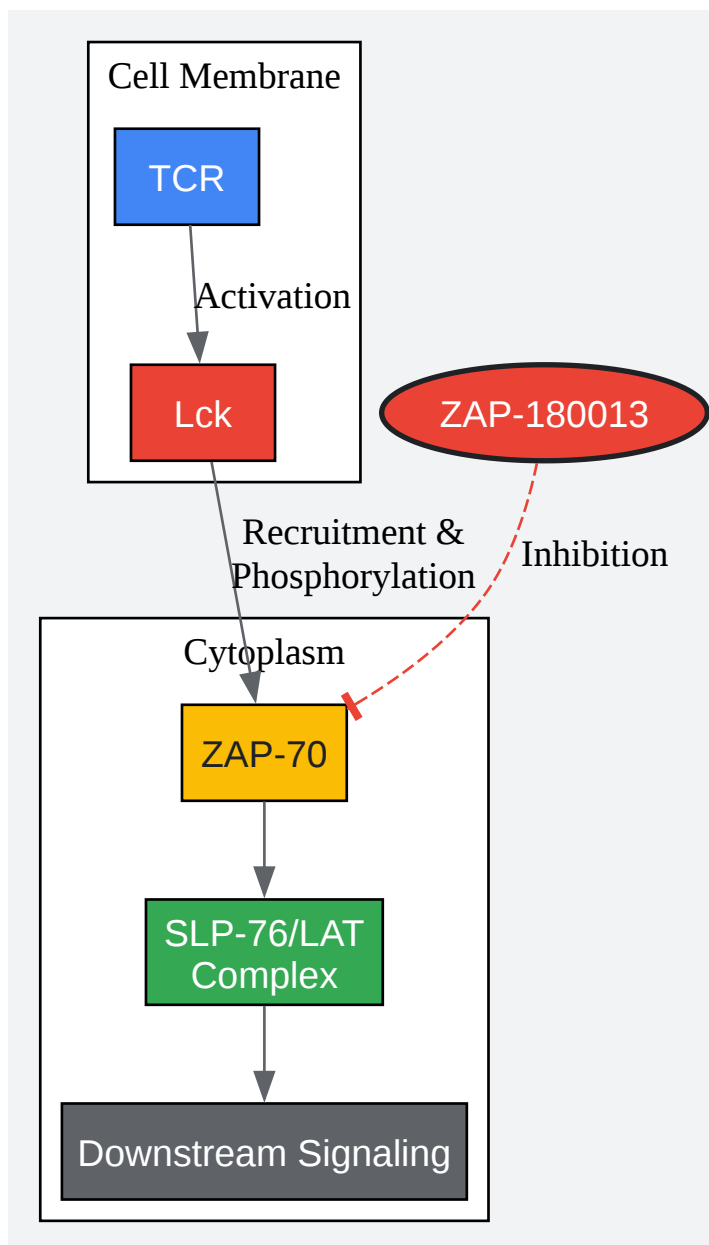 Cell Membrane
TCR
Activation
Lck
ZAP-180013
Recruitment &
Phosphorylation
Inhibition
Cytoplasm
ZAP-70
SLP-76/LAT
Complex
Downstream Signaling